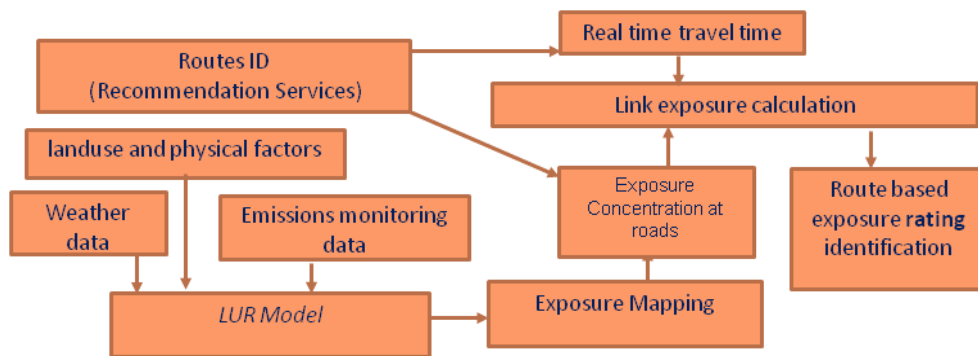 Real time travel time
Routes ID
(Recommendation Services)
Link exposure calculation
landuse and physical factors
Exposure
Concentration at
roads
Route based
exposure rating
identification
Weather
data
Emissions monitoring
data
LUR Model
Exposure Mapping